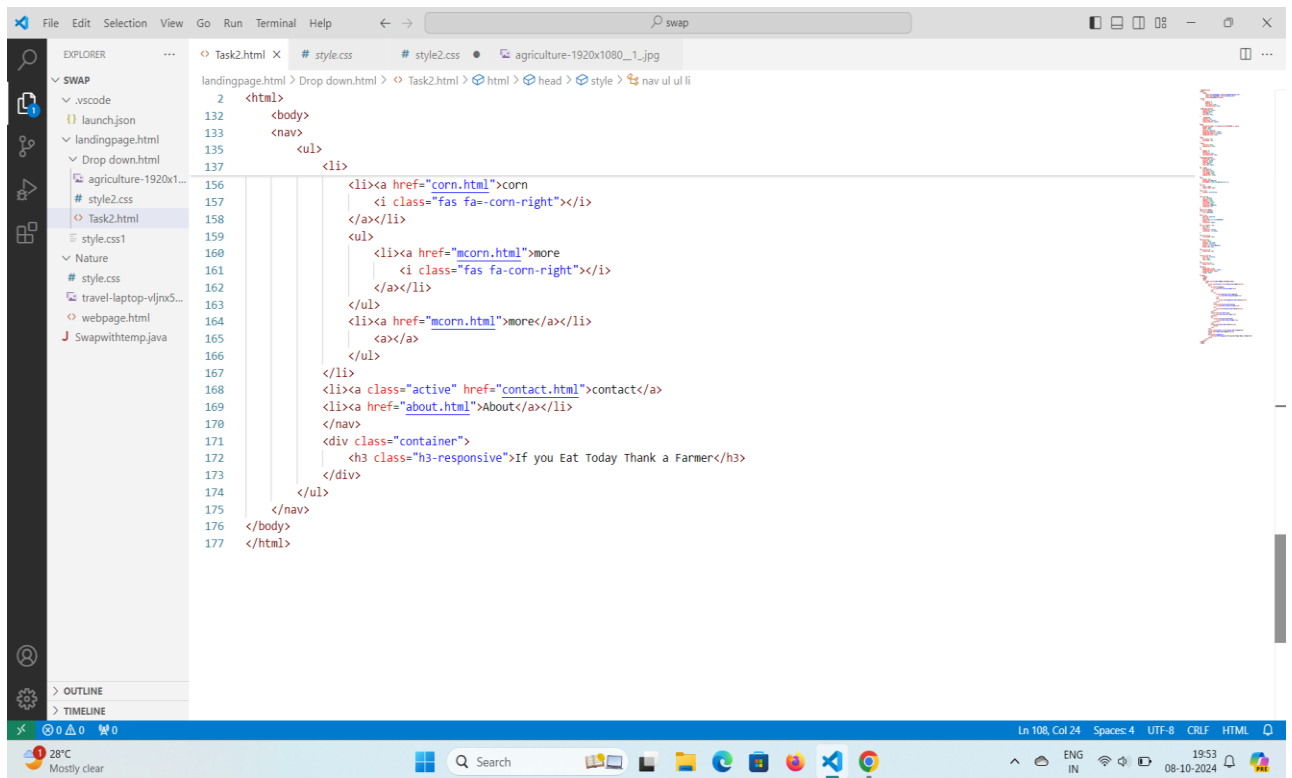 File Edit Selection View Go Run Terminal Help swap
EXPLORER
SWAP
.vscode
launch.json
landingpage.html
Drop down.html
agriculture-1920x1...
# style2.css
<> Task2.html
style.css1
Nature
# style.css
travel-laptop-vljnx5...
<> webpage.html
J Swapwithtemp.java
OUTLINE
TIMELINE
<> Task2.html # style.css # style2.css agriculture-1920x1080__1_.jpg
landingpage.html > Drop down.html > <> Task2.html > html > head > style > nav ul ul li
2 <html>
132 <body>
133 <nav>
135 <ul>
137 <li>
156 <li><a href="corn.html">corn
157 <i class="fas fa=-corn-right"></i>
158 </a></li>
159 <ul>
160 <li><a href="mcorn.html">more
161 <i class="fas fa-corn-right"></i>
162 </a></li>
163 </ul>
164 <li><a href="mcorn.html">more</a></li>
165 <a></a>
166 </ul>
167 </li>
168 <li><a class="active" href="contact.html">contact</a>
169 <li><a href="about.html">About</a></li>
170 </nav>
171 <div class="container">
172 <h3 class="h3-responsive">If you Eat Today Thank a Farmer</h3>
173 </div>
174 </ul>
175 </nav>
176 </body>
177 </html>
0 0 0 Ln 108, Col 24 Spaces: 4 UTF-8 CRLF HTML
1 28°C
Mostly clear
Search
ENG
IN
19:53
08-10-2024
PRE